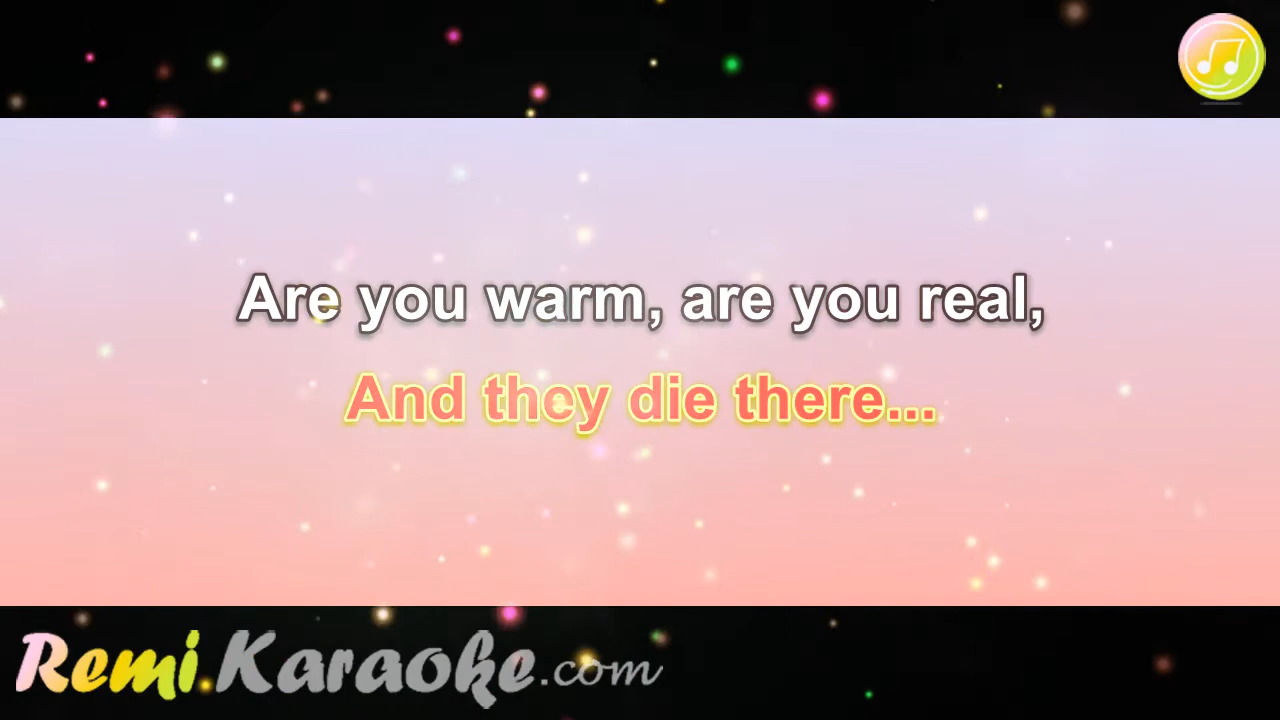 Are you warm, are you real,
And they die there...
Remi Karaoke.com